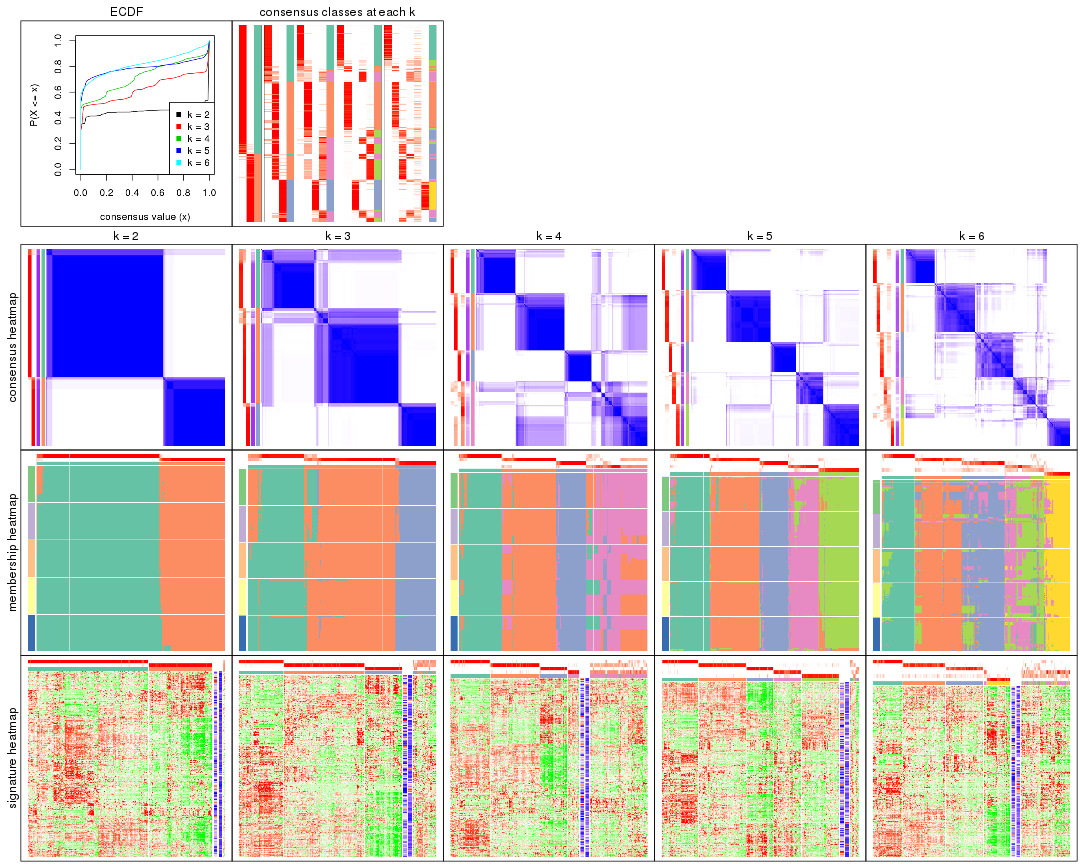 ECDF
consensus classes at each k
P(X <= x)
0.0 0.2 0.4 0.6 0.8 1.0
k = 2
k = 3
k = 4
k = 5
k = 6
0.0 0.2 0.4 0.6 0.8 1.0
consensus value (x)
k = 2 k = 3 k = 4 k = 5 k = 6
consensus heatmap
membership heatmap
signature heatmap